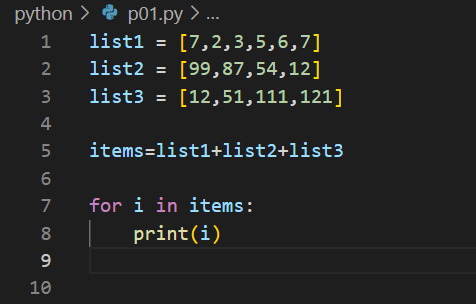 python > p01.py > ...
1 list1 = [7,2,3,5,6,7]
2 list2 = [99,87,54,12]
3 list3 = [12,51,111,121]
4
5 items=list1+list2+list3
6
7 for i in items:
8     print(i)
9
10